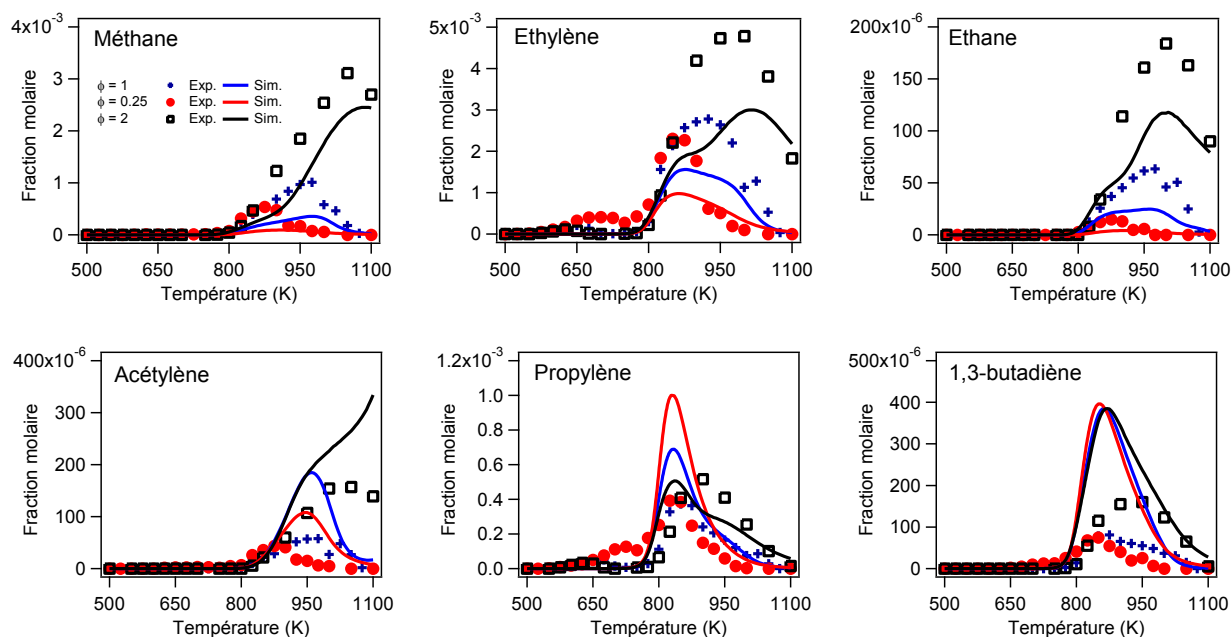 4x10-3
Méthane
3
2
1
0
ϕ = 1 Exp. Sim.
ϕ = 0.25 Exp. Sim.
ϕ = 2 Exp. Sim.
Fraction molaire
500 650 800 950 1100
Température (K)
5x10-3
Ethylène
4
3
2
1
0
Fraction molaire
500 650 800 950 1100
Température (K)
200x10-6
Ethane
150
100
50
0
Fraction molaire
500 650 800 950 1100
Température (K)
400x10-6
Acétylène
300
200
100
0
Fraction molaire
500 650 800 950 1100
Température (K)
1.2x10-3
Propylène
1.0
0.8
0.6
0.4
0.2
0.0
Fraction molaire
500 650 800 950 1100
Température (K)
500x10-6
1,3-butadiène
400
300
200
100
0
Fraction molaire
500 650 800 950 1100
Température (K)